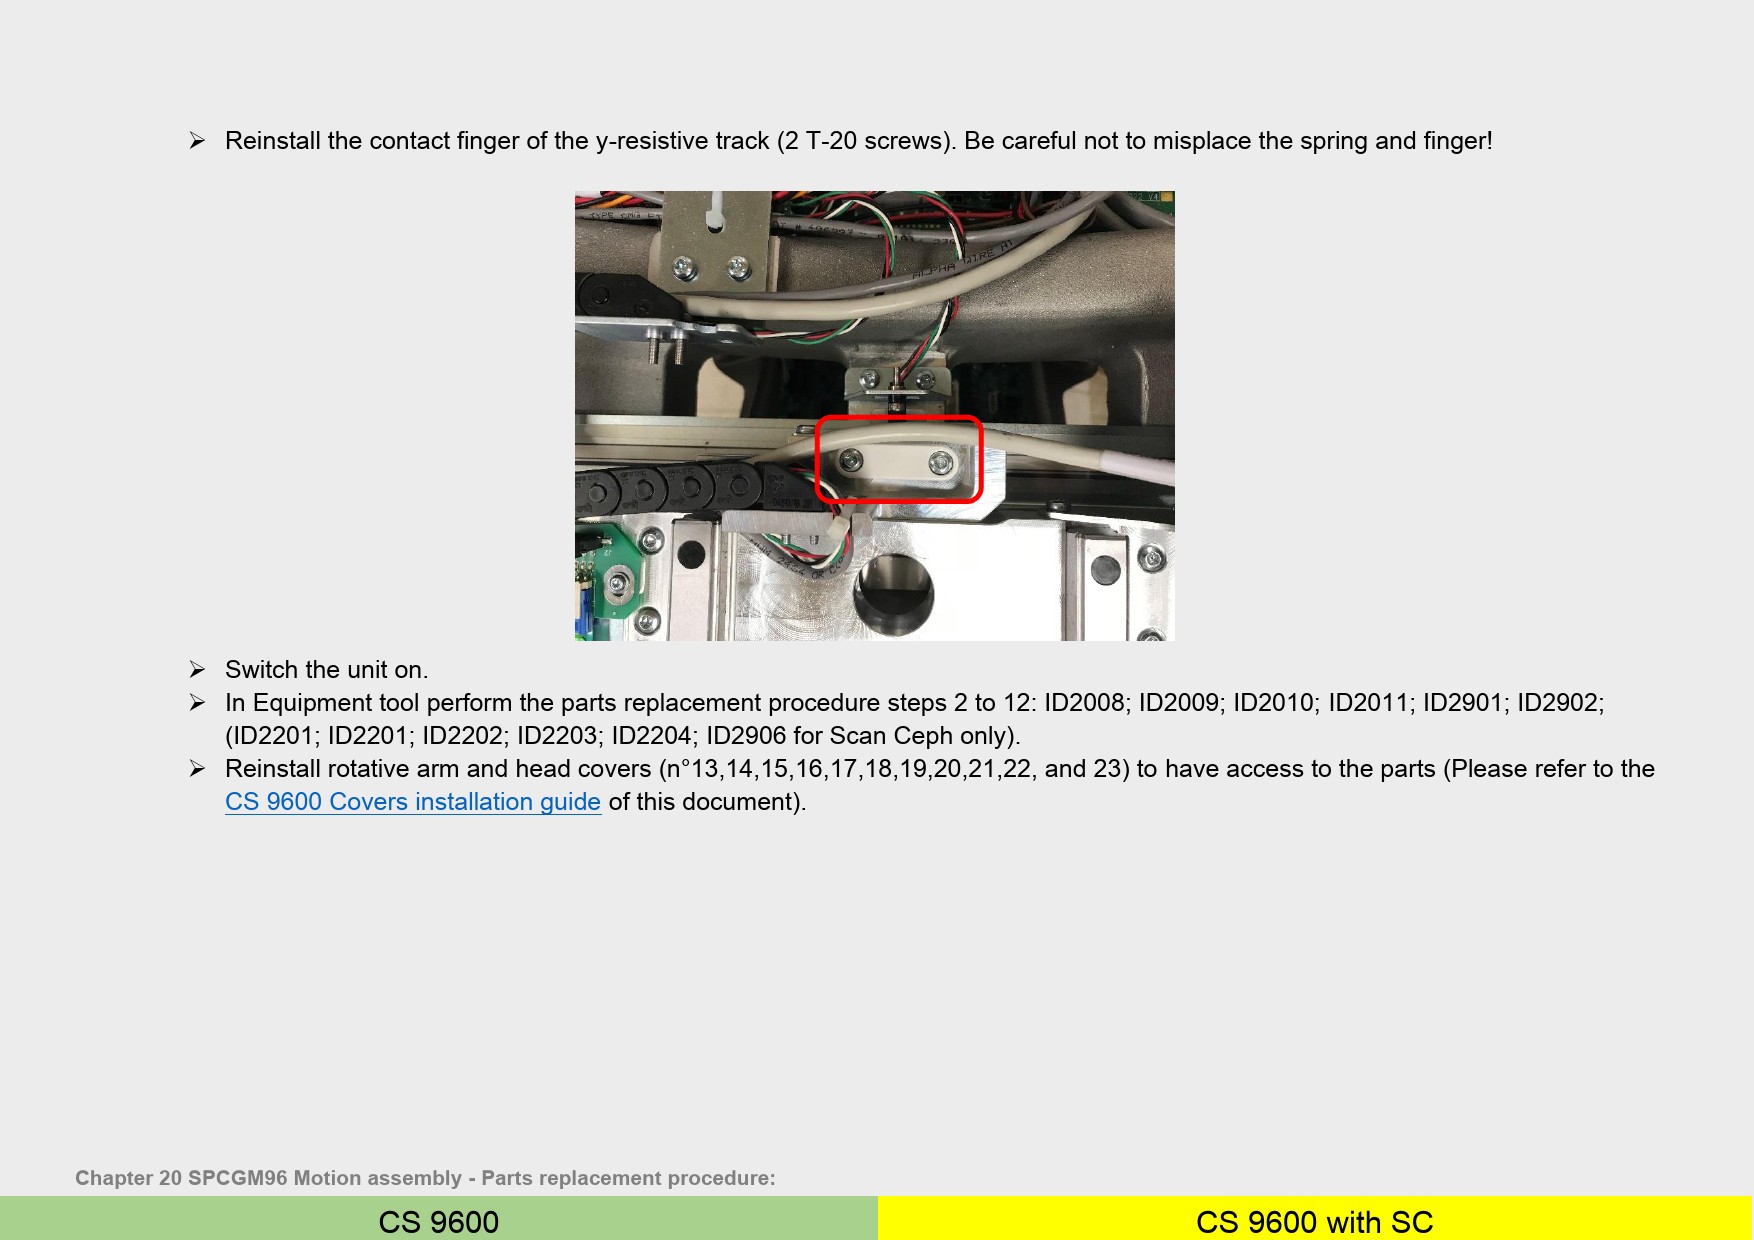 ➢ Reinstall the contact finger of the y-resistive track (2 T-20 screws). Be careful not to misplace the spring and finger!
TYPE CMG
ALPHA WIRE
➢ Switch the unit on.
➢ In Equipment tool perform the parts replacement procedure steps 2 to 12: ID2008; ID2009; ID2010; ID2011; ID2901; ID2902;
(ID2201; ID2201; ID2202; ID2203; ID2204; ID2906 for Scan Ceph only).
➢ Reinstall rotative arm and head covers (n°13,14,15,16,17,18,19,20,21,22, and 23) to have access to the parts (Please refer to the
CS 9600 Covers installation guide of this document).
Chapter 20 SPCGM96 Motion assembly - Parts replacement procedure:
CS 9600
CS 9600 with SC